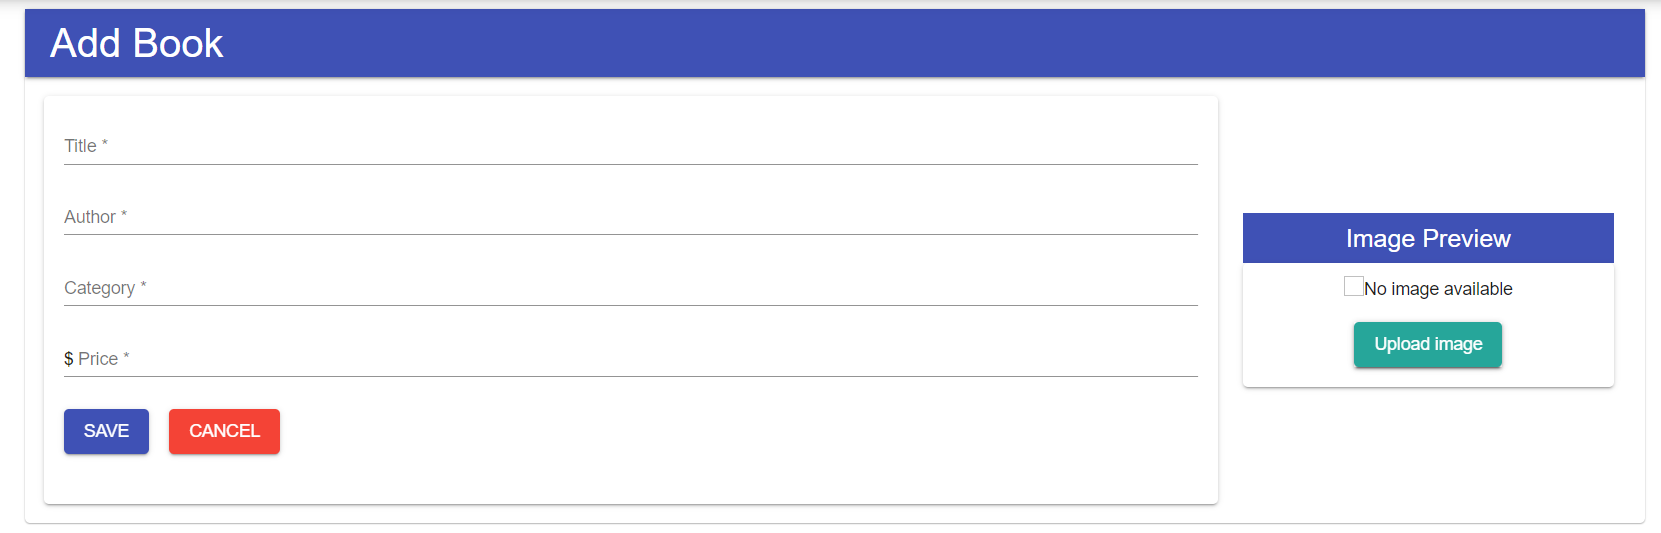 Add Book
Title *
Author *
Category *
$ Price *
SAVE CANCEL
Image Preview
No image available
Upload image